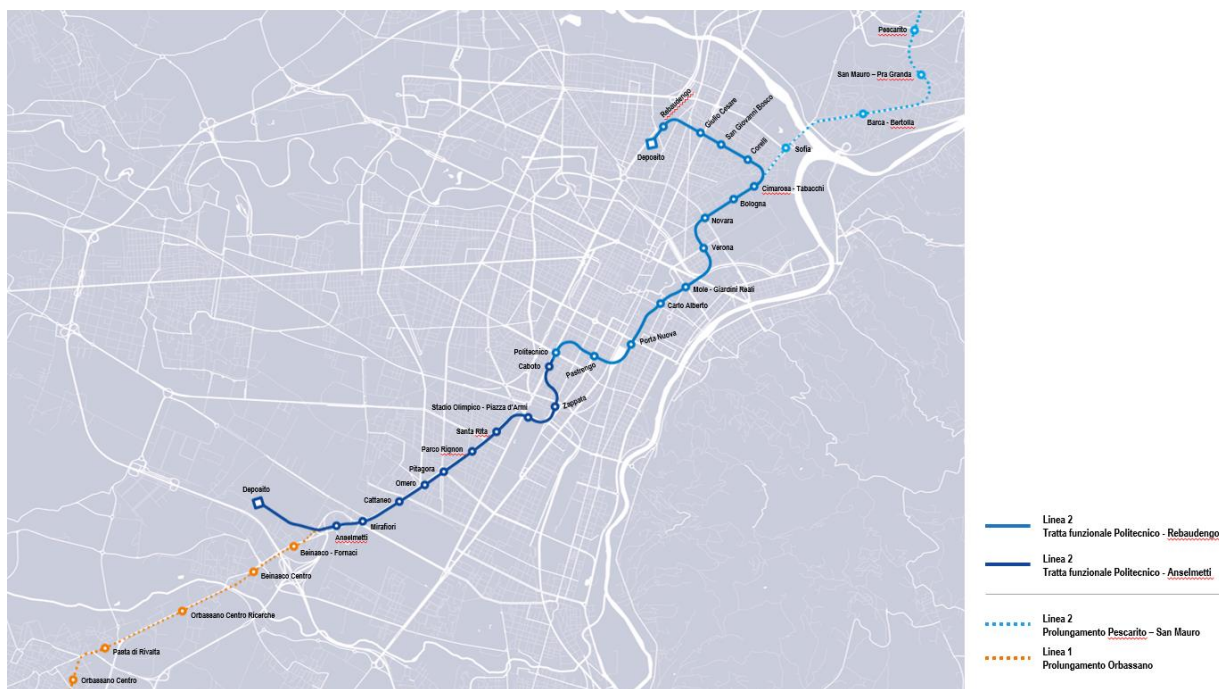 Pescarito
San Mauro – Pra Granda
Barca - Bertolla
Sofia
Rebaudengo
Giulio Cesare
San Giovanni Bosco
Corelli
Deposito
Cimarosa - Tabacchi
Bologna
Novara
Verona
Mole - Giardini Reali
Carlo Alberto
Porta Nuova
Politecnico
Pastrengo
Caboto
Zappata
Stadio Olimpico - Piazza d'Armi
Santa Rita
Parco Rignon
Pitagora
Omero
Cattaneo
Deposito
Mirafiori
Anselmetti
Beinasco - Fornaci
Beinasco Centro
Orbassano Centro Ricerche
Pasta di Rivalta
Orbassano Centro
Linea 2
Tratta funzionale Politecnico - Rebaudengo
Linea 2
Tratta funzionale Politecnico - Anselmetti
Linea 2
Prolungamento Pescarito – San Mauro
Linea 1
Prolungamento Orbassano